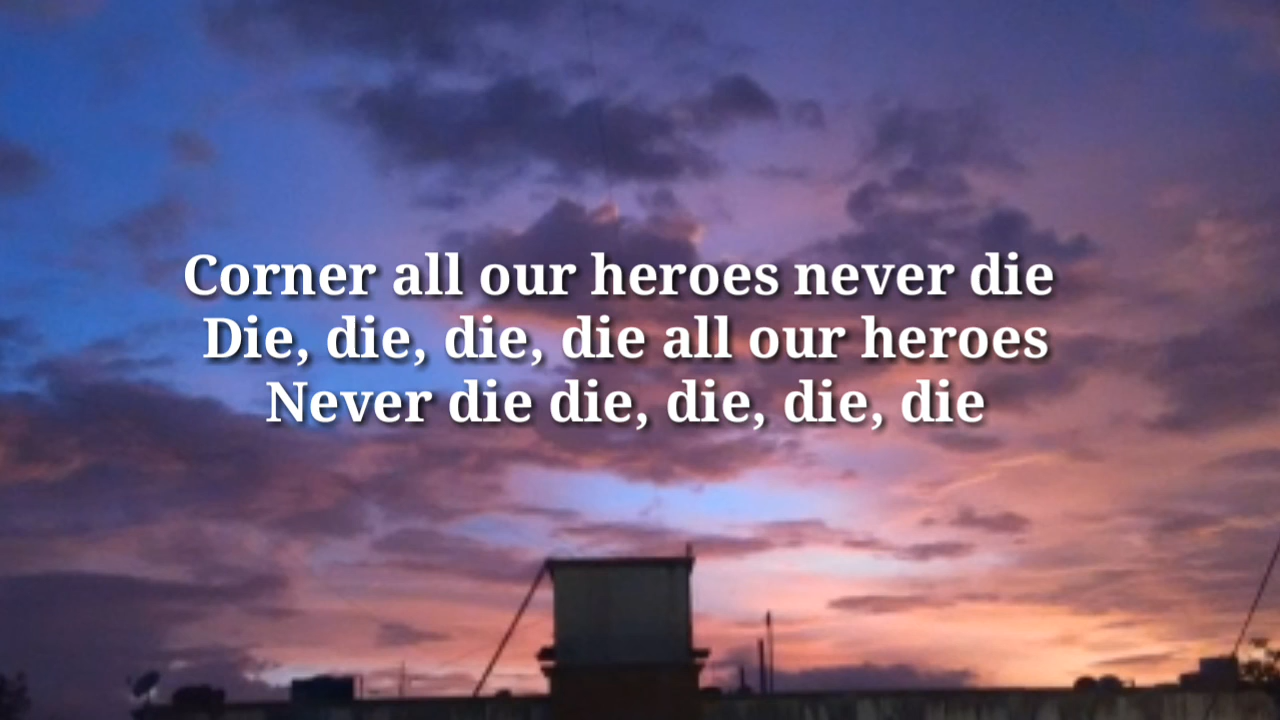 Corner all our heroes never die
Die, die, die, die all our heroes
Never die die, die, die, die